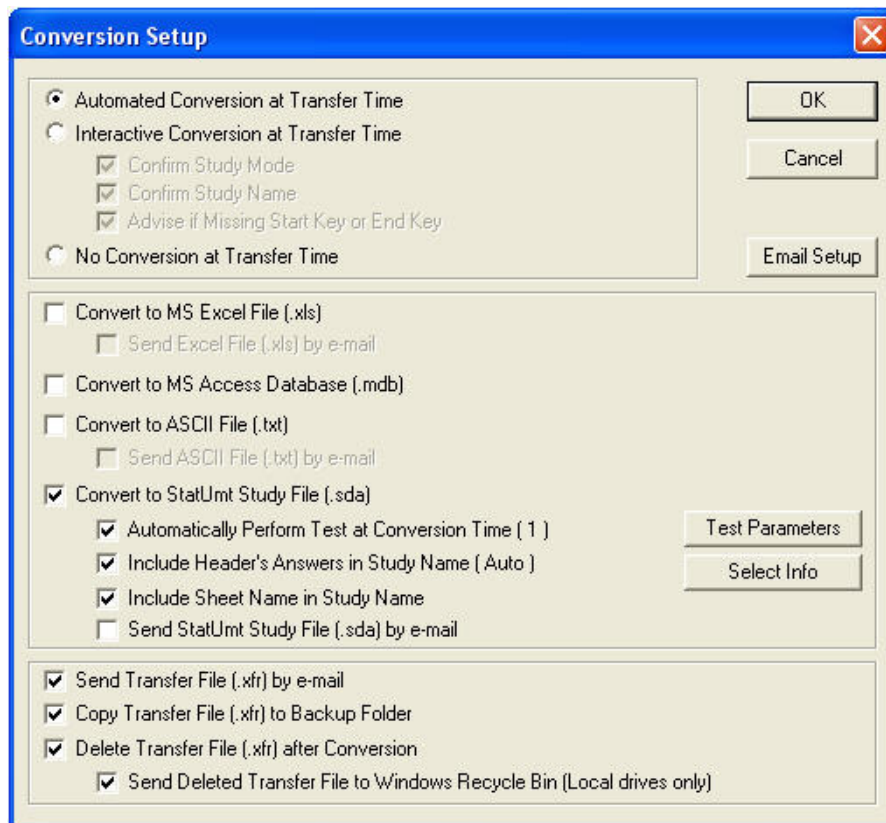 Conversion Setup
Automated Conversion at Transfer Time
Interactive Conversion at Transfer Time
Confirm Study Mode
Confirm Study Name
Advise if Missing Start Key or End Key
No Conversion at Transfer Time
OK
Cancel
Email Setup
Convert to MS Excel File (.xls)
Send Excel File (.xls) by e-mail
Convert to MS Access Database (.mdb)
Convert to ASCII File (.txt)
Send ASCII File (.txt) by e-mail
Convert to StatUmt Study File (.sda)
Automatically Perform Test at Conversion Time ( 1 )
Include Header's Answers in Study Name ( Auto )
Include Sheet Name in Study Name
Send StatUmt Study File (.sda) by e-mail
Test Parameters
Select Info
Send Transfer File (.xfr) by e-mail
Copy Transfer File (.xfr) to Backup Folder
Delete Transfer File (.xfr) after Conversion
Send Deleted Transfer File to Windows Recycle Bin (Local drives only)